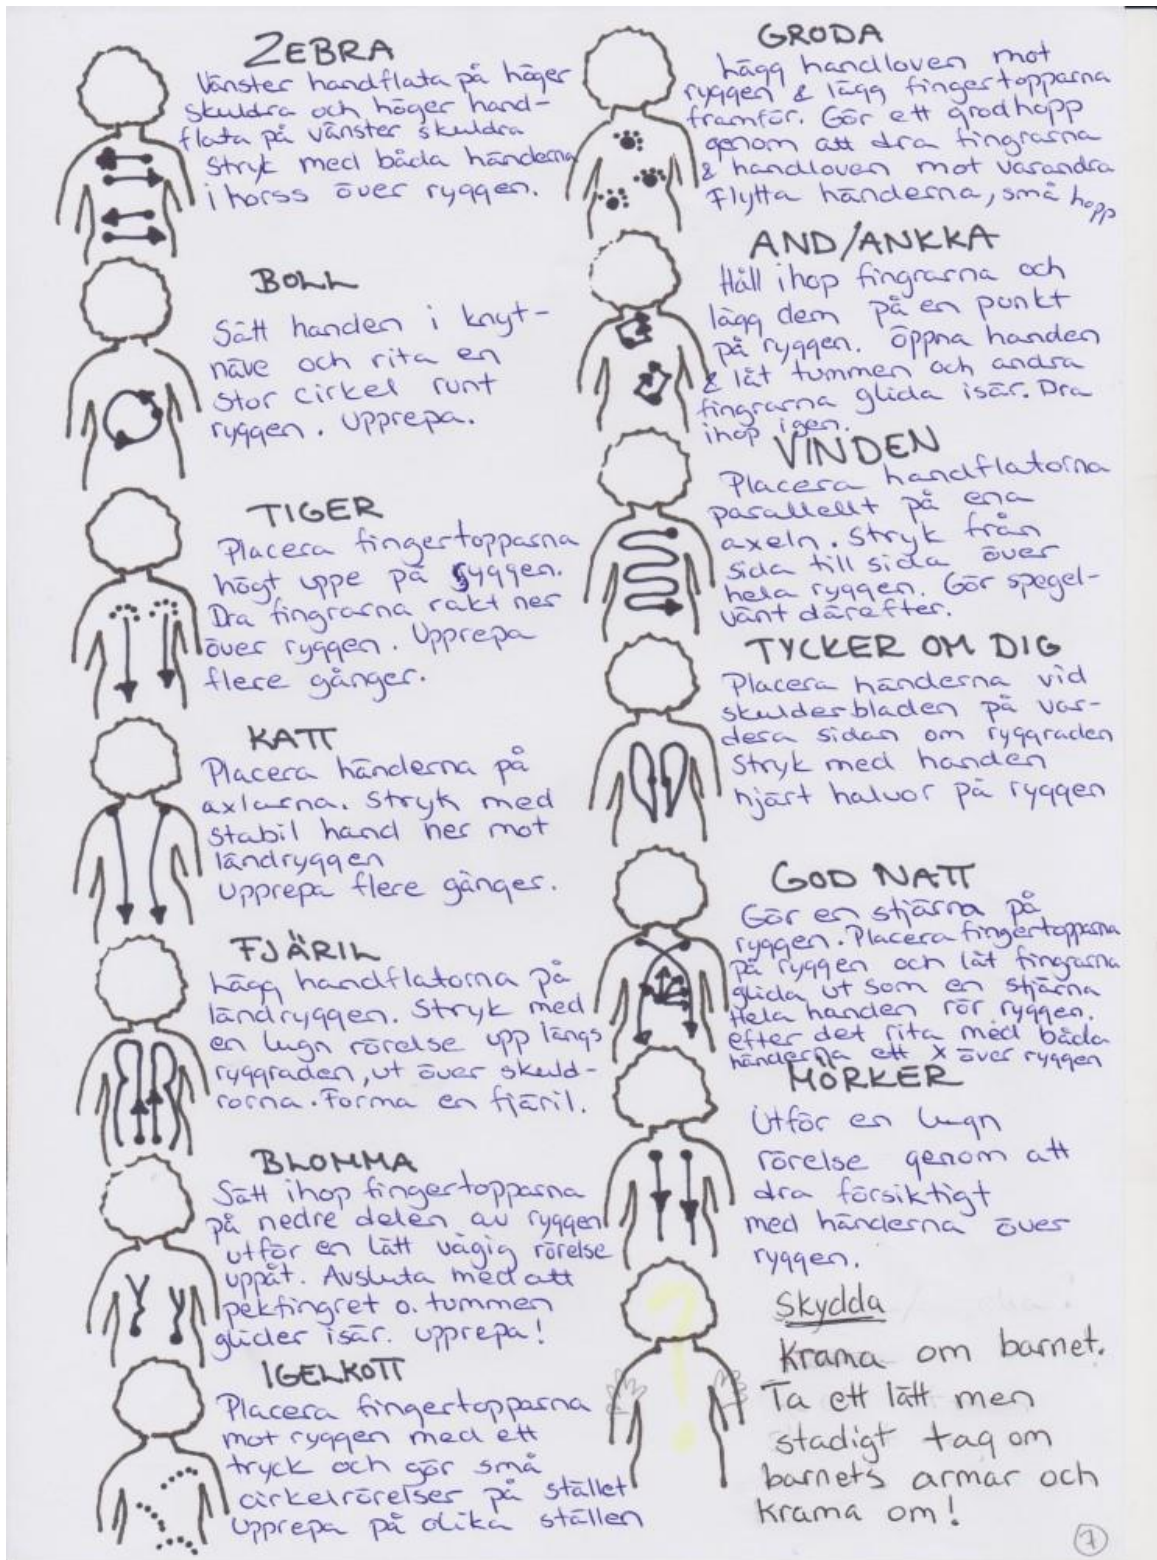 ZEBRA
Vänster handflata på höger
skuldra och höger hand-
flata på vänster skuldra
Stryk med båda händerna
i korss över ryggen.
BOLL
Sätt handen i knyt-
näve och rita en
stor cirkel runt
ryggen. Upprepa.
TIGER
Placera fingertopparna
högt uppe på ryggen.
Dra fingrarna rakt ner
över ryggen. Upprepa
flere gånger.
KATT
Placera händerna på
axlarna. Stryk med
stabil hand ner mot
ländryggen
Upprepa flere gånger.
FJÄRIL
Lägg handflatorna på
ländryggen. Stryk med
en lugn rörelse upp längs
ryggraden, ut över skuld-
rorna. Forma en fjäril.
BLOMMA
Sätt ihop fingertopparna
på nedre delen av ryggen
utför en lätt vågig rörelse
uppåt. Avsluta med att
pekfingret o. tummen
glider isär. Upprepa!
IGELKOTT
Placera fingertopparna
mot ryggen med ett
tryck och gör små
cirkelrörelser på stället
Upprepa på olika ställen
GRODA
Lägg handloven mot
ryggen & lägg fingertopparna
framför. Gör ett grodhopp
genom att dra fingrarna
& handloven mot varandra
Flytta händerna, små hopp
AND/ANKKA
Håll ihop fingrarna och
lägg dem på en punkt
på ryggen. Öppna handen
& låt tummen och andra
fingrarna glida isär. Dra
ihop igen.
VINDEN
Placera handflatorna
parallellt på ena
axeln. Stryk från
sida till sida över
hela ryggen. Gör spegel-
vänt därefter.
TYCKER OM DIG
Placera händerna vid
skulderbladen på var-
dera sidan om ryggraden
Stryk med handen
hjärt halvor på ryggen
GOD NATT
Gör en stjärna på
ryggen. Placera fingertopparna
på ryggen och låt fingrarna
glida ut som en stjärna
Hela handen rör ryggen.
efter det rita med båda
händerna ett X över ryggen
MÖRKER
Utför en lugn
rörelse genom att
dra försiktigt
med händerna över
ryggen.
?
Skydda
Krama om barnet.
Ta ett lätt men
stadigt tag om
barnets armar och
krama om!
7